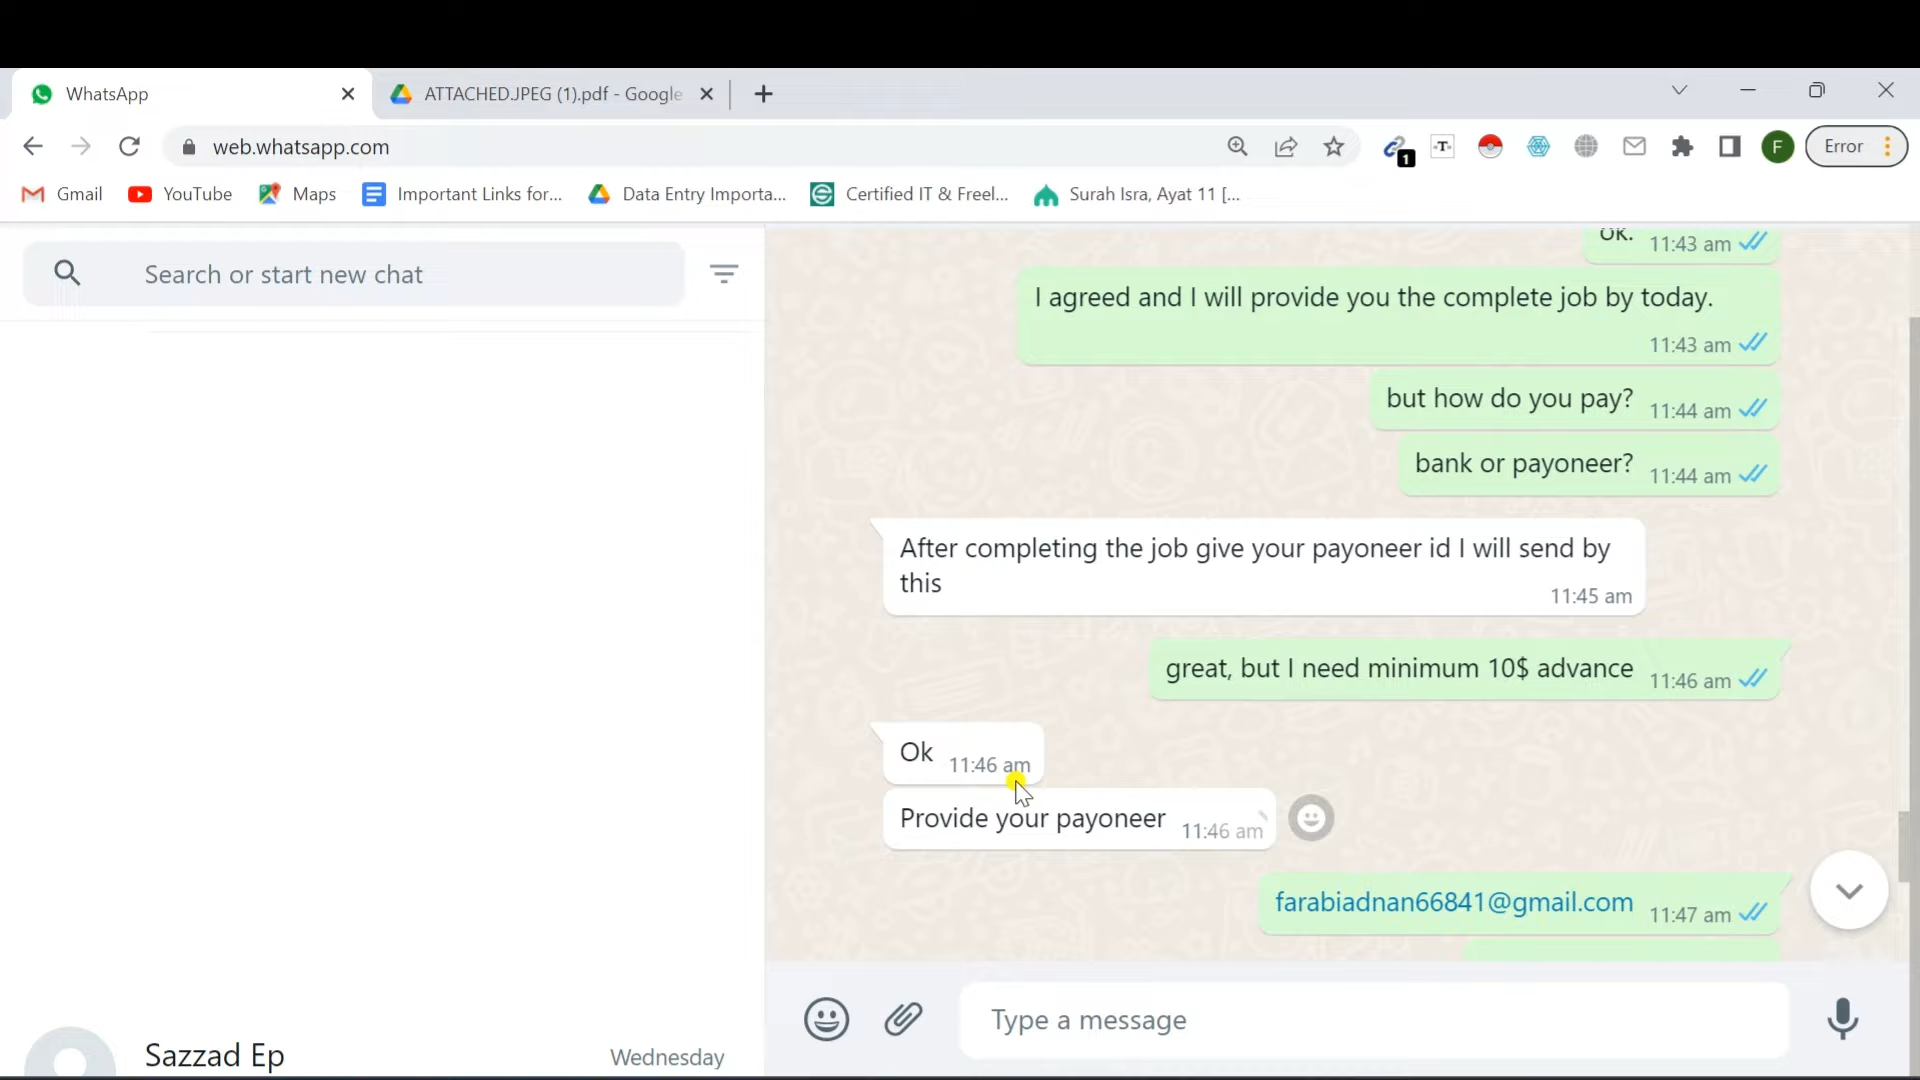 WhatsApp
ATTACHED.JPEG (1).pdf - Google
web.whatsapp.com
-T-
1
F
Error
Gmail
YouTube
Maps
Important Links for...
Data Entry Importa...
Certified IT & Freel...
Surah Isra, Ayat 11 [...
Search or start new chat
OK. 11:43 am
I agreed and I will provide you the complete job by today.
11:43 am
but how do you pay? 11:44 am
bank or payoneer? 11:44 am
After completing the job give your payoneer id I will send by
this
11:45 am
great, but I need minimum 10$ advance 11:46 am
Ok 11:46 am
Provide your payoneer 11:46 am
farabiadnan66841@gmail.com 11:47 am
Type a message
Sazzad Ep
Wednesday